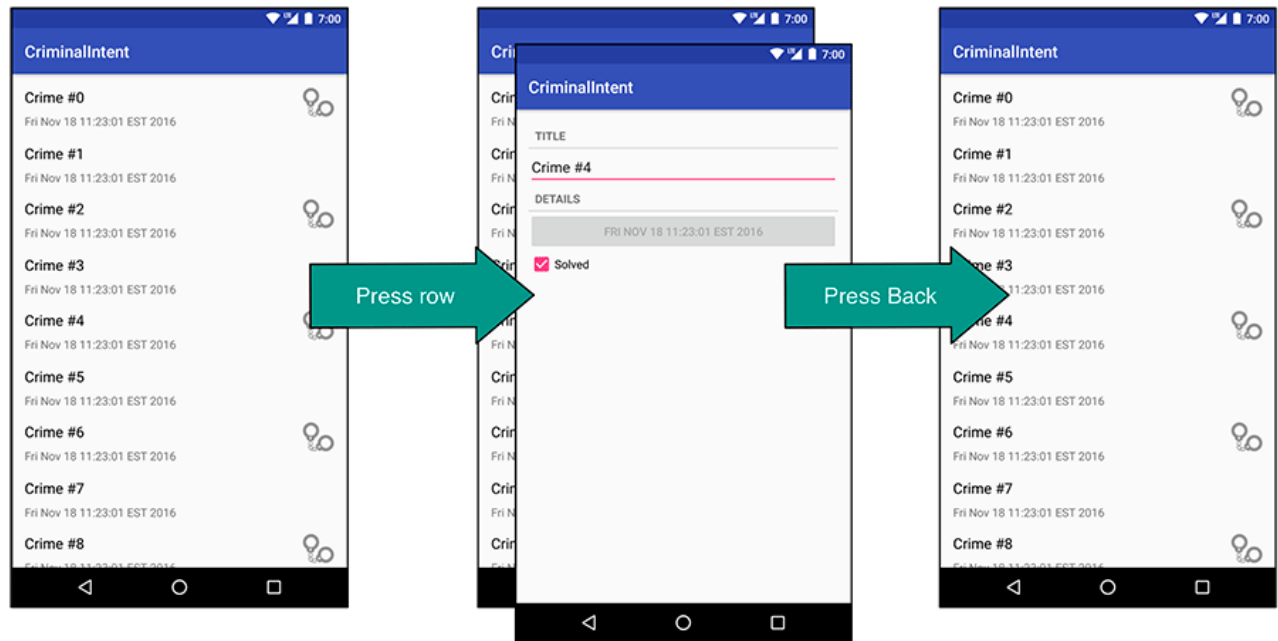 7:00
CriminalIntent
Crime #0
Fri Nov 18 11:23:01 EST 2016
Crime #1
Fri Nov 18 11:23:01 EST 2016
Crime #2
Fri Nov 18 11:23:01 EST 2016
Crime #3
Fri Nov 18 11:23:01 EST 2016
Crime #4
Fri Nov 18 11:23:01 EST 2016
Crime #5
Fri Nov 18 11:23:01 EST 2016
Crime #6
Fri Nov 18 11:23:01 EST 2016
Crime #7
Fri Nov 18 11:23:01 EST 2016
Crime #8
Press row
7:00
7:00
CriminalIntent
TITLE
Crime #4
DETAILS
FRI NOV 18 11:23:01 EST 2016
Solved
Press Back
7:00
CriminalIntent
Crime #0
Fri Nov 18 11:23:01 EST 2016
Crime #1
Fri Nov 18 11:23:01 EST 2016
Crime #2
Fri Nov 18 11:23:01 EST 2016
me #3
11:23:01 EST 2016
me #4
Fri Nov 18 11:23:01 EST 2016
Crime #5
Fri Nov 18 11:23:01 EST 2016
Crime #6
Fri Nov 18 11:23:01 EST 2016
Crime #7
Fri Nov 18 11:23:01 EST 2016
Crime #8